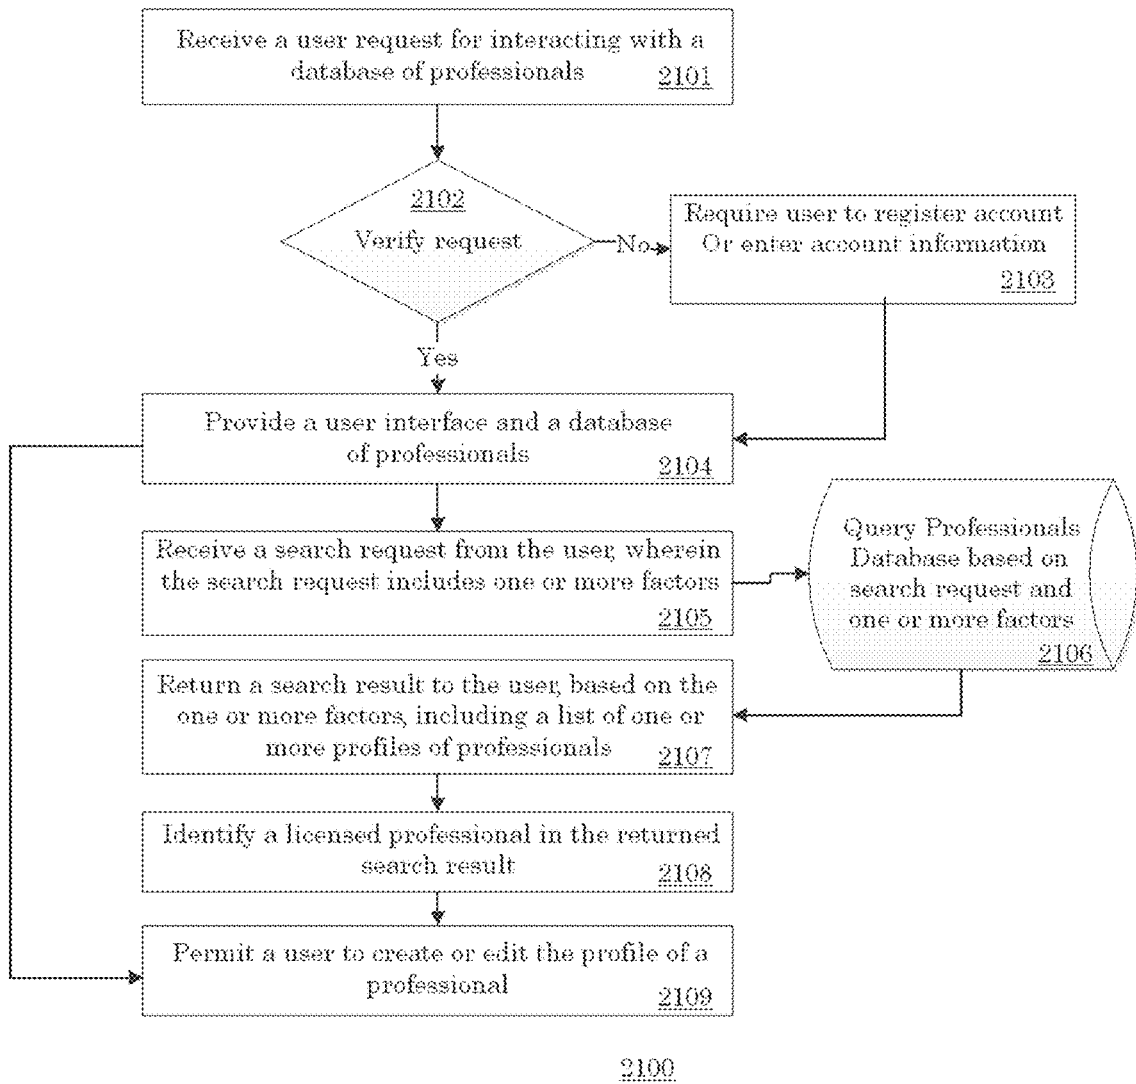 Receive a user request for interacting with a
database of professionals
2101
2102
Verify request
No
Require user to register account
Or enter account information
2103
Yes
Provide a user interface and a database
of professionals
2104
Receive a search request from the user, wherein
the search request includes one or more factors
2105
Query Professionals
Database based on
search request and
one or more factors
2106
Return a search result to the user, based on the
one or more factors, including a list of one or
more profiles of professionals
2107
Identify a licensed professional in the returned
search result
2108
Permit a user to create or edit the profile of a
professional
2109
2100